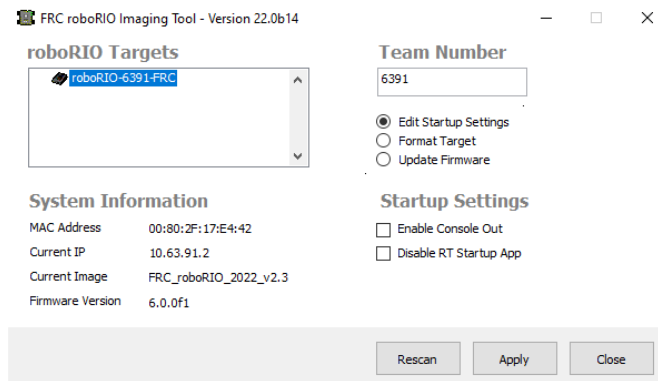 FRC roboRIO Imaging Tool - Version 22.0b14
roboRIO Targets
roboRIO-6391-FRC
Team Number
6391
Edit Startup Settings
Format Target
Update Firmware
System Information
MAC Address 00:80:2F:17:E4:42
Current IP 10.63.91.2
Current Image FRC_roboRIO_2022_v2.3
Firmware Version 6.0.0f1
Startup Settings
Enable Console Out
Disable RT Startup App
Rescan Apply Close